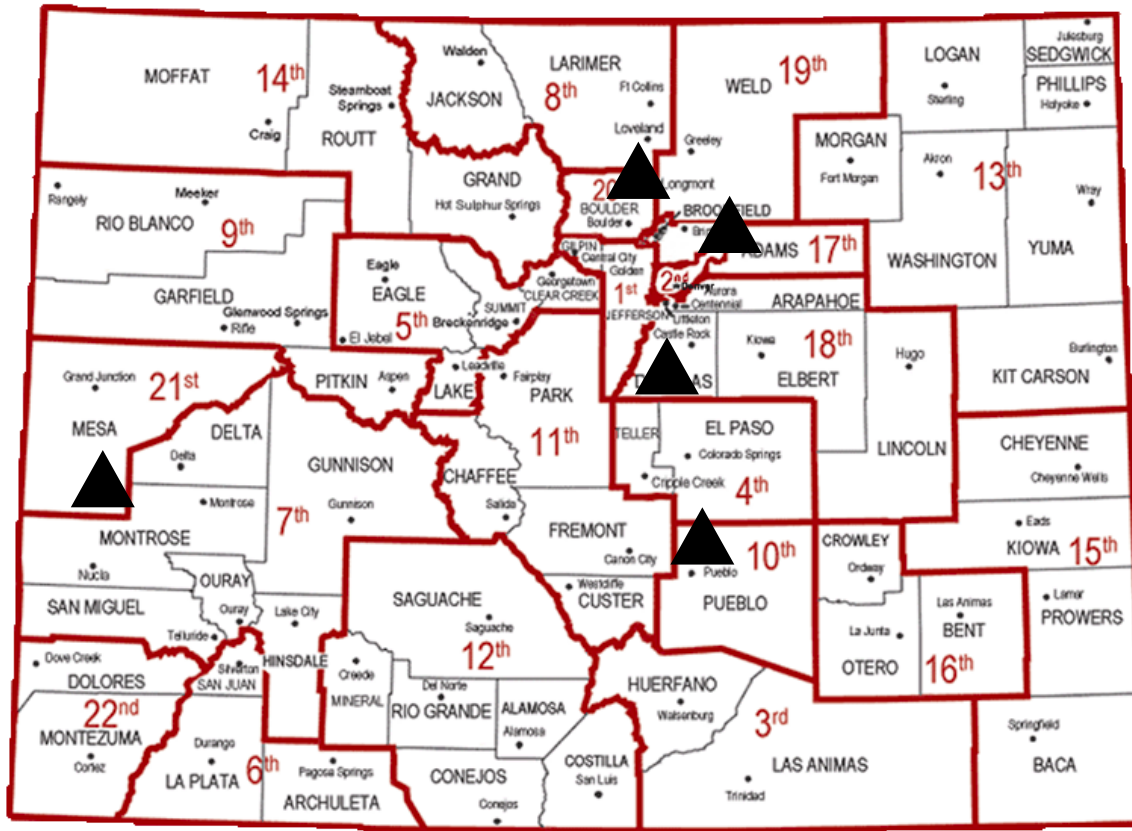 MOFFAT
14th
Craig
Steamboat
Springs
ROUTT
Walden
JACKSON
LARIMER
8th
Ft Collins
Loveland
WELD
19th
Greeley
LOGAN
Sterling
Julesburg
SEDGWICK
PHILLIPS
Holyoke
MORGAN
Fort Morgan
Akron
13th
Wray
WASHINGTON
YUMA
Rangely
Meeker
RIO BLANCO
9th
GRAND
Hot Sulphur Springs
BOULDER
Boulder
Longmont
ADAMS
17th
GILPIN
Central City
Golden
Georgetown
CLEAR CREEK
1st
JEFFERSON
2nd
Denver
Aurora
Centennial
Littleton
Castle Rock
ARAPAHOE
GARFIELD
Glenwood Springs
Rifle
Eagle
EAGLE
5th
El Jebel
SUMMIT
Breckenridge
Kiowa
18th
ELBERT
Hugo
LINCOLN
Burlington
KIT CARSON
Grand Junction
21st
MESA
PITKIN
Aspen
Leadville
LAKE
Fairplay
PARK
11th
DELTA
Delta
GUNNISON
Gunnison
7th
CHAFFEE
Salida
TELLER
Cripple Creek
EL PASO
Colorado Springs
4th
CHEYENNE
Cheyenne Wells
Montrose
MONTROSE
Nucla
FREMONT
Canon City
10th
Pueblo
PUEBLO
CROWLEY
Ordway
Eads
KIOWA
15th
OURAY
Ouray
SAN MIGUEL
Telluride
Lake City
HINSDALE
SAGUACHE
Saguache
12th
Westcliffe
CUSTER
La Junta
OTERO
Las Animas
BENT
16th
Lamar
PROWERS
Dove Creek
DOLORES
22nd
MONTEZUMA
Cortez
Silverton
SAN JUAN
Durango
LA PLATA
6th
Creede
MINERAL
Del Norte
RIO GRANDE
ALAMOSA
Alamosa
HUERFANO
Walsenburg
3rd
Pagosa Springs
ARCHULETA
CONEJOS
Conejos
COSTILLA
San Luis
LAS ANIMAS
Trinidad
Springfield
BACA